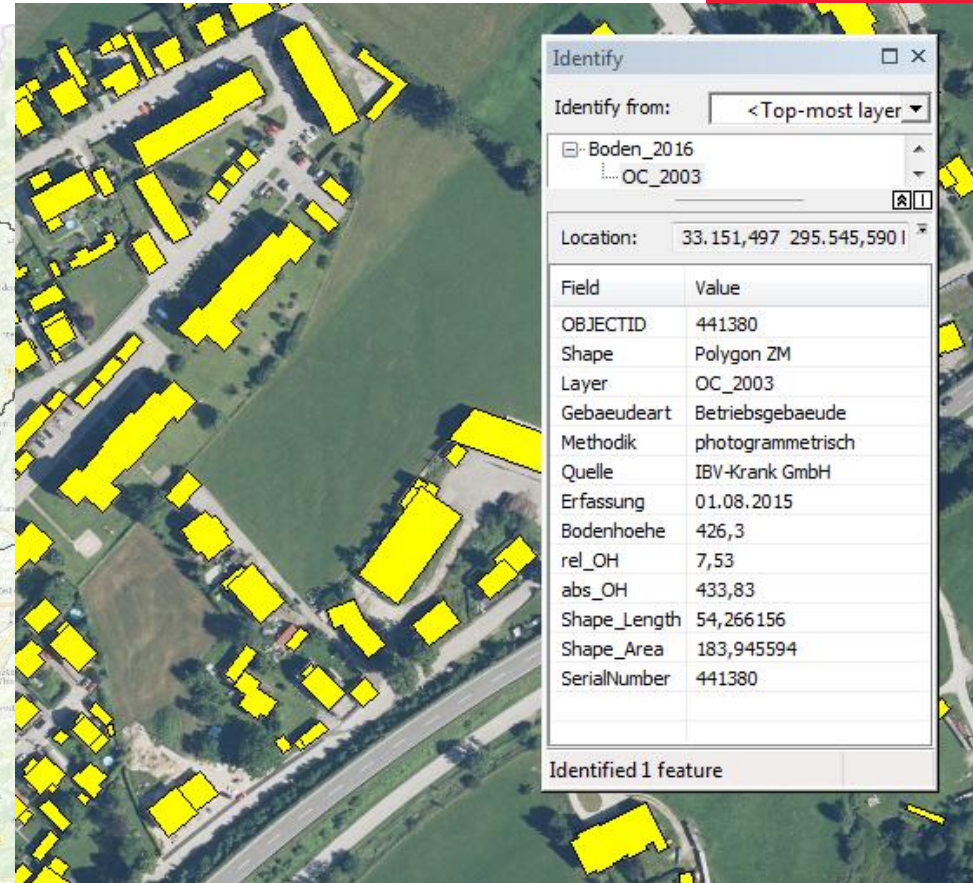 Identify
Identify from: <Top-most layer
Boden_2016
OC_2003
Location: 33.151,497 295.545,590
Field Value
OBJECTID 441380
Shape Polygon ZM
Layer OC_2003
Gebaeudeart Betriebsgebaeude
Methodik photogrammetrisch
Quelle IBV-Krank GmbH
Erfassung 01.08.2015
Bodenhoehe 426,3
rel_OH 7,53
abs_OH 433,83
Shape_Length 54,266156
Shape_Area 183,945594
SerialNumber 441380
Identified 1 feature